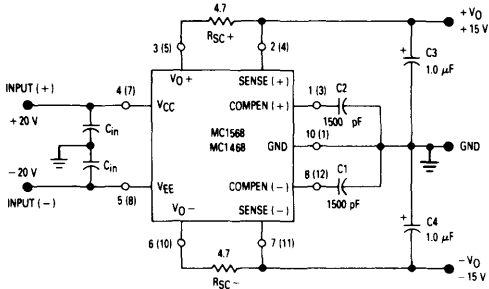 4.7
RSC+
+VO
+15 V
3 (5)
2 (4)
C3
1.0 μF
+
VO+
SENSE (+)
INPUT (+)
+20 V
4 (7)
VCC
COMPEN (+)
1 (3)
C2
1500 pF
Cin
MC1568
MC1468
GND
10 (1)
GND
Cin
8 (12)
C1
COMPEN (−)
1500 pF
−20 V
INPUT (−)
5 (8)
VEE
VO−
SENSE (−)
+
C4
1.0 μF
6 (10)
7 (11)
4.7
RSC−
−VO
−15 V